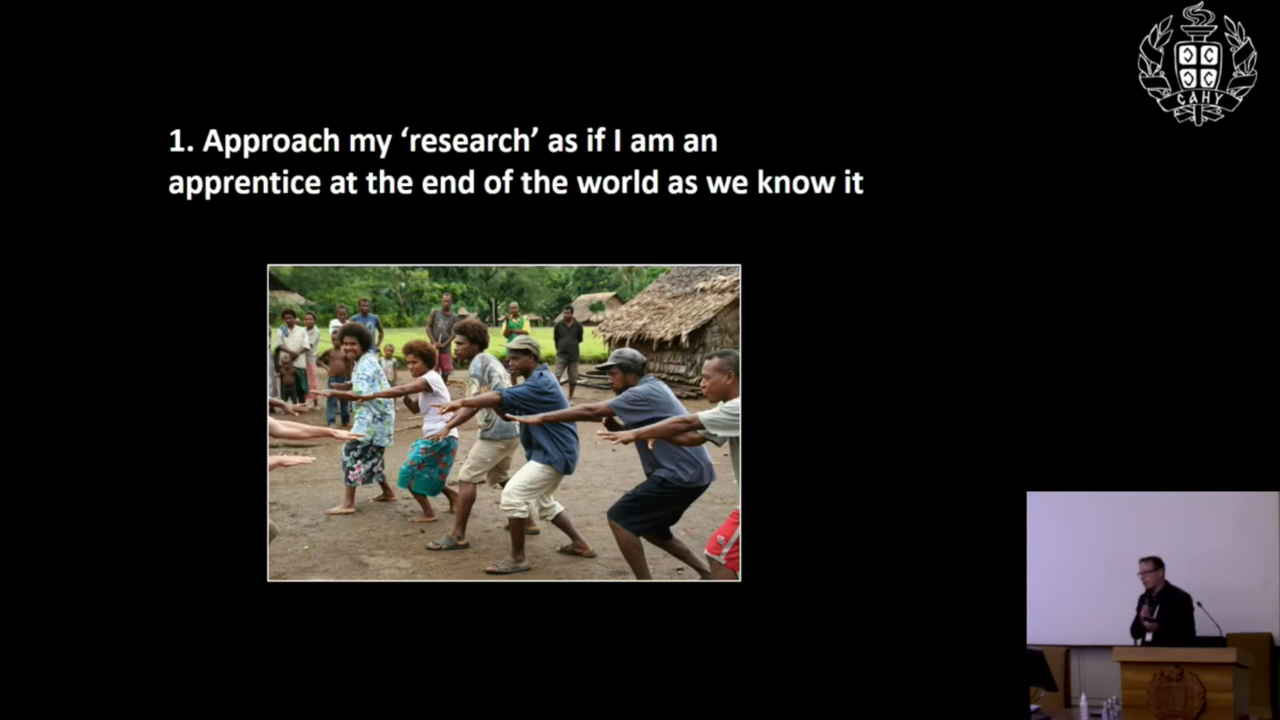 САНУ
1. Approach my ‘research’ as if I am an
apprentice at the end of the world as we know it